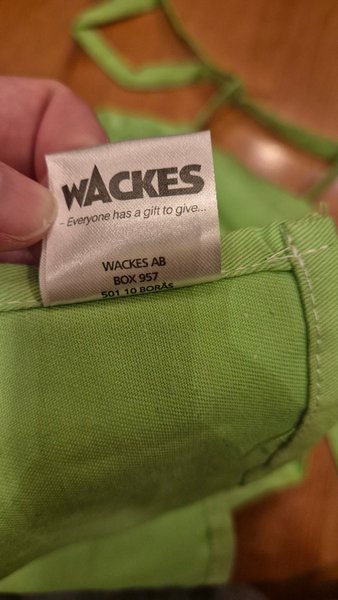 WACKES
- Everyone has a gift to give...
WACKES AB
BOX 957
501 10 BORÅS